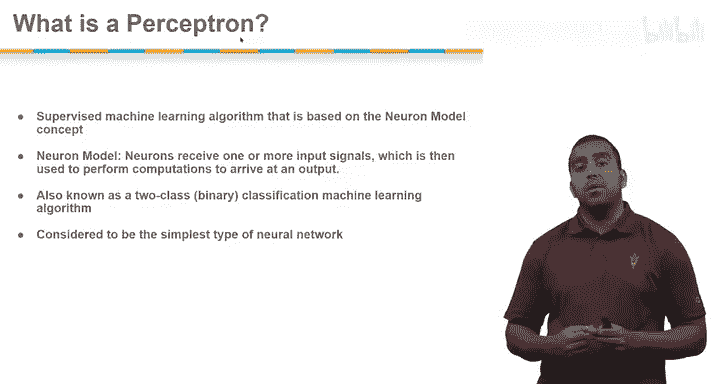 What is a Perceptron?
● Supervised machine learning algorithm that is based on the Neuron Model
concept
● Neuron Model: Neurons receive one or more input signals, which is then
used to perform computations to arrive at an output.
● Also known as a two-class (binary) classification machine learning
algorithm
● Considered to be the simplest type of neural network